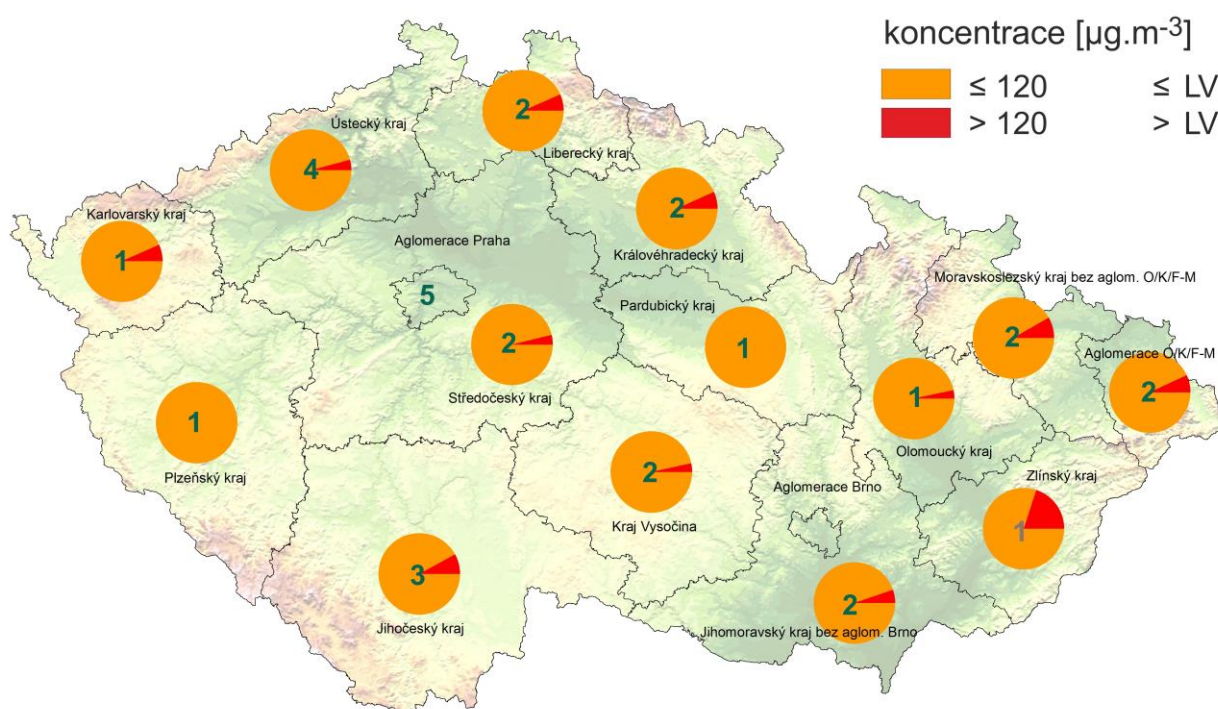 koncentrace [µg.m-3]
≤ 120 ≤ LV
> 120 > LV
2
Ústecký kraj
Liberecký kraj
4
2
Karlovarský kraj
Aglomerace Praha
Královéhradecký kraj
1
Moravskoslezský kraj bez aglom. O/K/F-M
5
Pardubický kraj
2
2
1
Aglomerace O/K/F-M
Středočeský kraj
1
2
1
Olomoucký kraj
Plzeňský kraj
2
Aglomerace Brno
Zlínský kraj
Kraj Vysočina
1
3
2
Jihočeský kraj
Jihomoravský kraj bez aglom. Brno